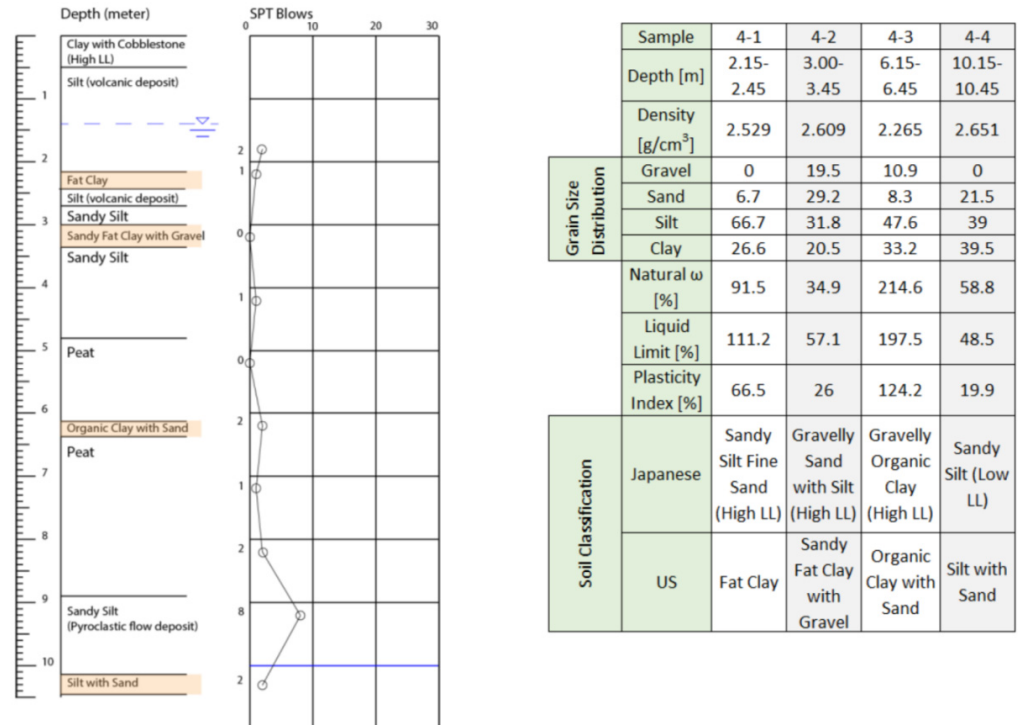 Depth (meter)
SPT Blows
0 10 20 30
Clay with Cobblestone
(High LL)
Silt (volcanic deposit)
1
2
2
1
Fat Clay
Silt (volcanic deposit)
Sandy Silt
3
Sandy Fat Clay with Gravel
0
Sandy Silt
4
1
5
Peat
0
6
2
Organic Clay with Sand
Peat
7
1
8
2
9
Sandy Silt
(Pyroclastic flow deposit)
8
10
Silt with Sand
2
Sample 4-1 4-2 4-3 4-4
Depth [m] 2.15-2.45 3.00-3.45 6.15-6.45 10.15-10.45
Density [g/cm³] 2.529 2.609 2.265 2.651
Grain Size Distribution
Gravel 0 19.5 10.9 0
Sand 6.7 29.2 8.3 21.5
Silt 66.7 31.8 47.6 39
Clay 26.6 20.5 33.2 39.5
Natural ω [%] 91.5 34.9 214.6 58.8
Liquid Limit [%] 111.2 57.1 197.5 48.5
Plasticity Index [%] 66.5 26 124.2 19.9
Soil Classification
Japanese
Sandy Silt Fine Sand (High LL)
Gravelly Sand with Silt (High LL)
Gravelly Organic Clay (High LL)
Sandy Silt (Low LL)
US
Fat Clay
Sandy Fat Clay with Gravel
Organic Clay with Sand
Silt with Sand